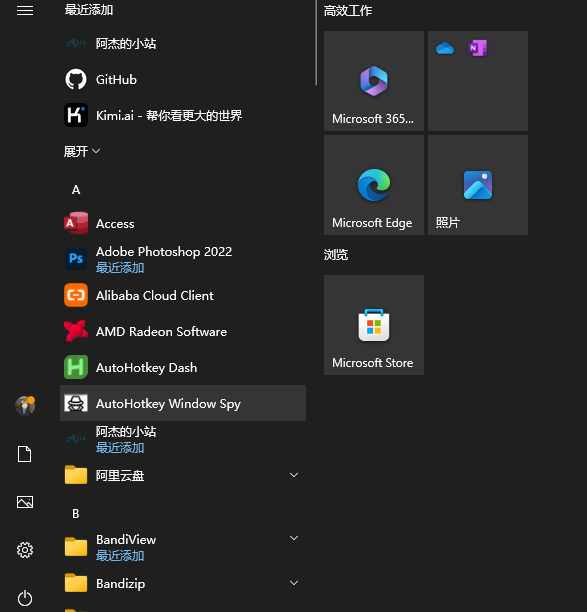 最近添加
阿杰的小站
GitHub
Kimi.ai - 帮你看更大的世界
展开
A
Access
Adobe Photoshop 2022
最近添加
Alibaba Cloud Client
AMD Radeon Software
AutoHotkey Dash
AutoHotkey Window Spy
阿杰的小站
最近添加
阿里云盘
B
BandiView
最近添加
Bandizip
高效工作
Microsoft 365...
Microsoft Edge
照片
浏览
Microsoft Store